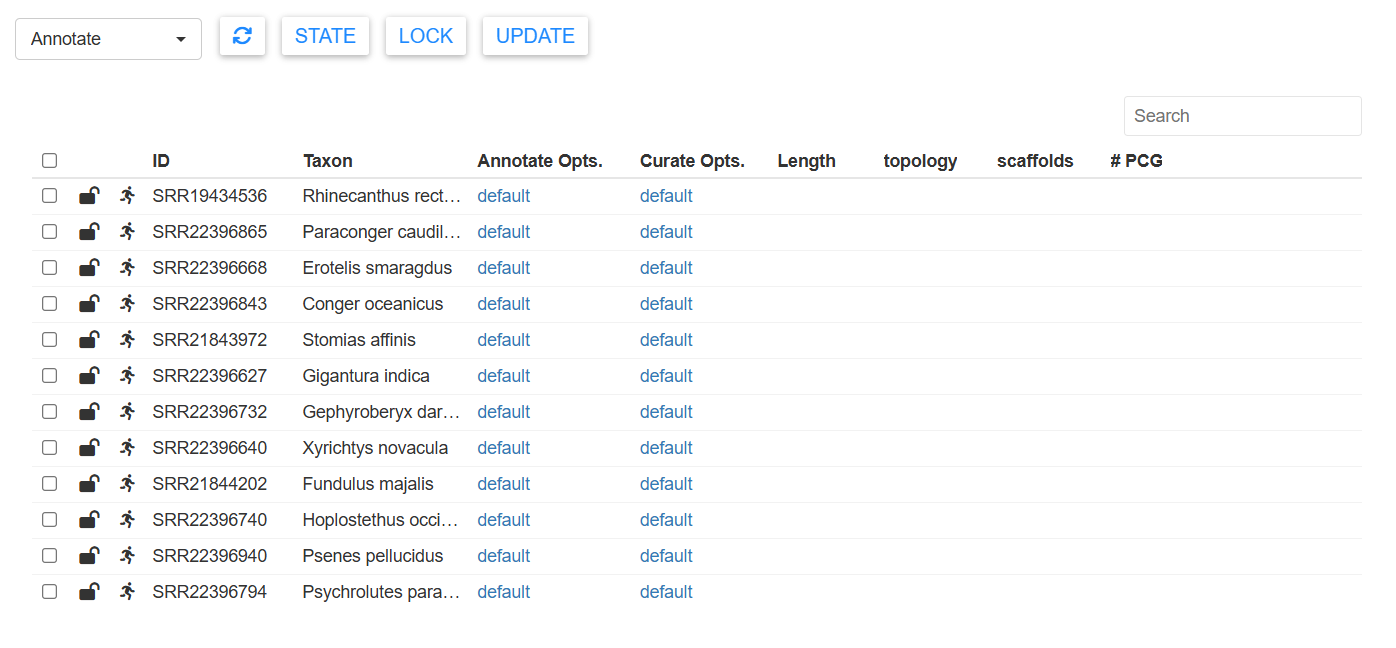 Annotate STATE LOCK UPDATE
Search
ID Taxon Annotate Opts. Curate Opts. Length topology scaffolds # PCG
SRR19434536 Rhinecanthus rect… default default
SRR22396865 Paraconger caudil… default default
SRR22396668 Erotelis smaragdus default default
SRR22396843 Conger oceanicus default default
SRR21843972 Stomias affinis default default
SRR22396627 Gigantura indica default default
SRR22396732 Gephyroberyx dar… default default
SRR22396640 Xyrichtys novacula default default
SRR21844202 Fundulus majalis default default
SRR22396740 Hoplostethus occi… default default
SRR22396940 Psenes pellucidus default default
SRR22396794 Psychrolutes para… default default